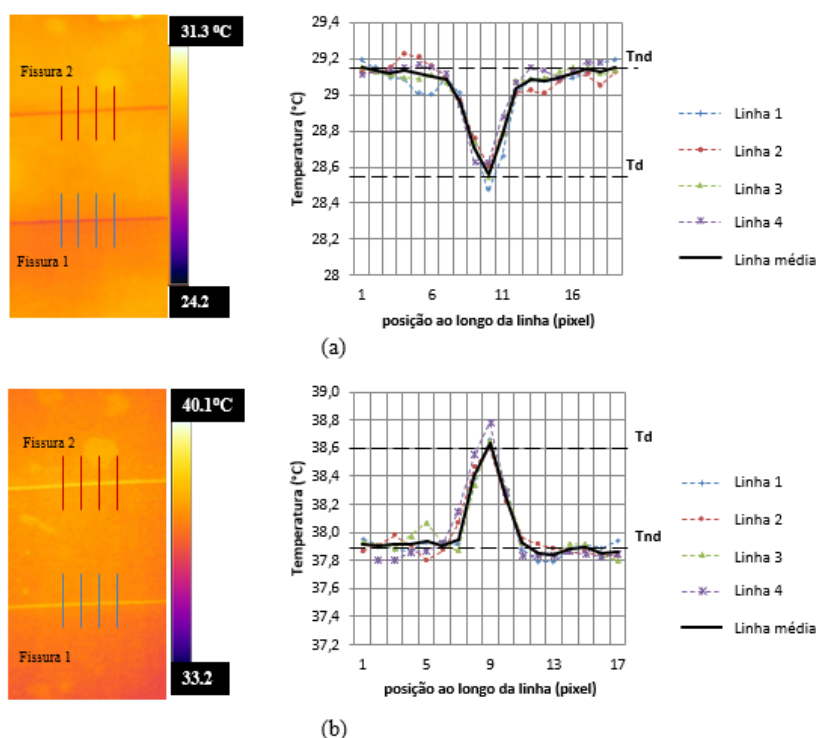 31.3 ºC
Fissura 2
Fissura 1
24.2
29,4
29,2
29
28,8
28,6
28,4
28,2
28
Temperatura (°C)
1
6
11
16
posição ao longo da linha (pixel)
Tnd
Td
Linha 1
Linha 2
Linha 3
Linha 4
Linha média
(a)
40.1ºC
Fissura 2
Fissura 1
33.2
39,0
38,8
38,6
38,4
38,2
38,0
37,8
37,6
37,4
37,2
Temperatura (°C)
1
5
9
13
17
posição ao longo da linha (pixel)
Td
Tnd
Linha 1
Linha 2
Linha 3
Linha 4
Linha média
(b)